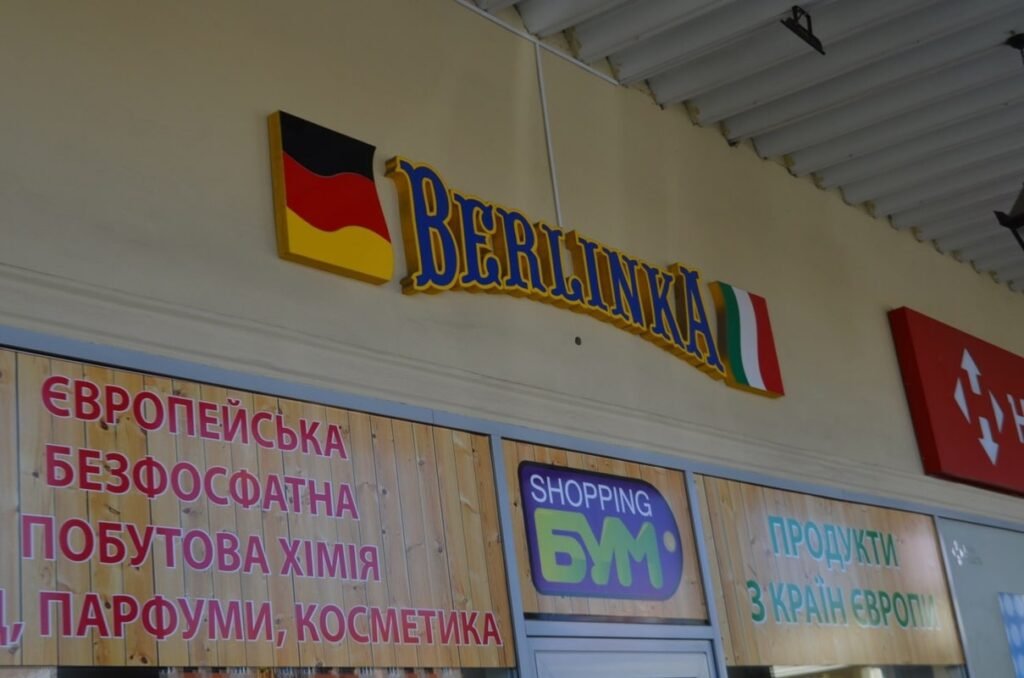 BERLINKA
ЄВРОПЕЙСЬКА
БЕЗФОСФАТНА
ПОБУТОВА ХІМІЯ
, ПАРФУМИ, КОСМЕТИКА
SHOPPING
БУМ
ПРОДУКТИ
З КРАЇН ЄВРОПИ